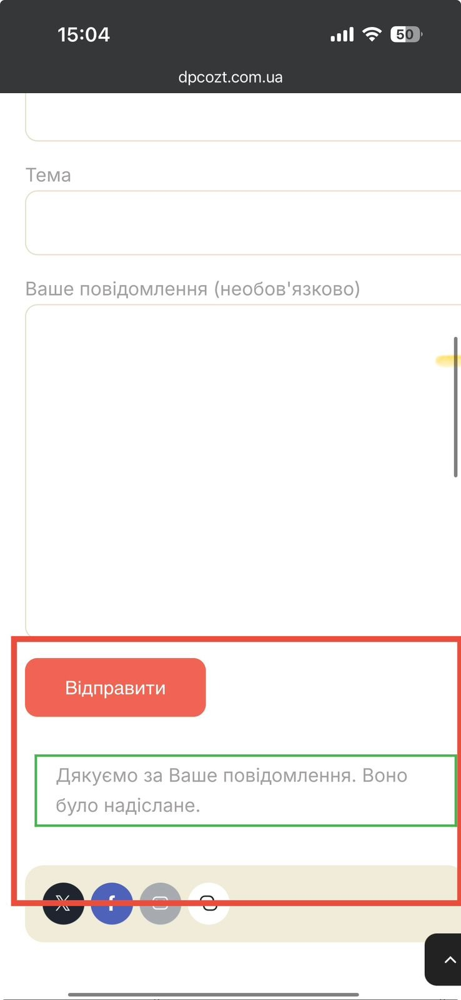 15:04
50
dpcozt.com.ua
Тема
Ваше повідомлення (необов'язково)
Відправити
Дякуємо за Ваше повідомлення. Воно
було надіслане.